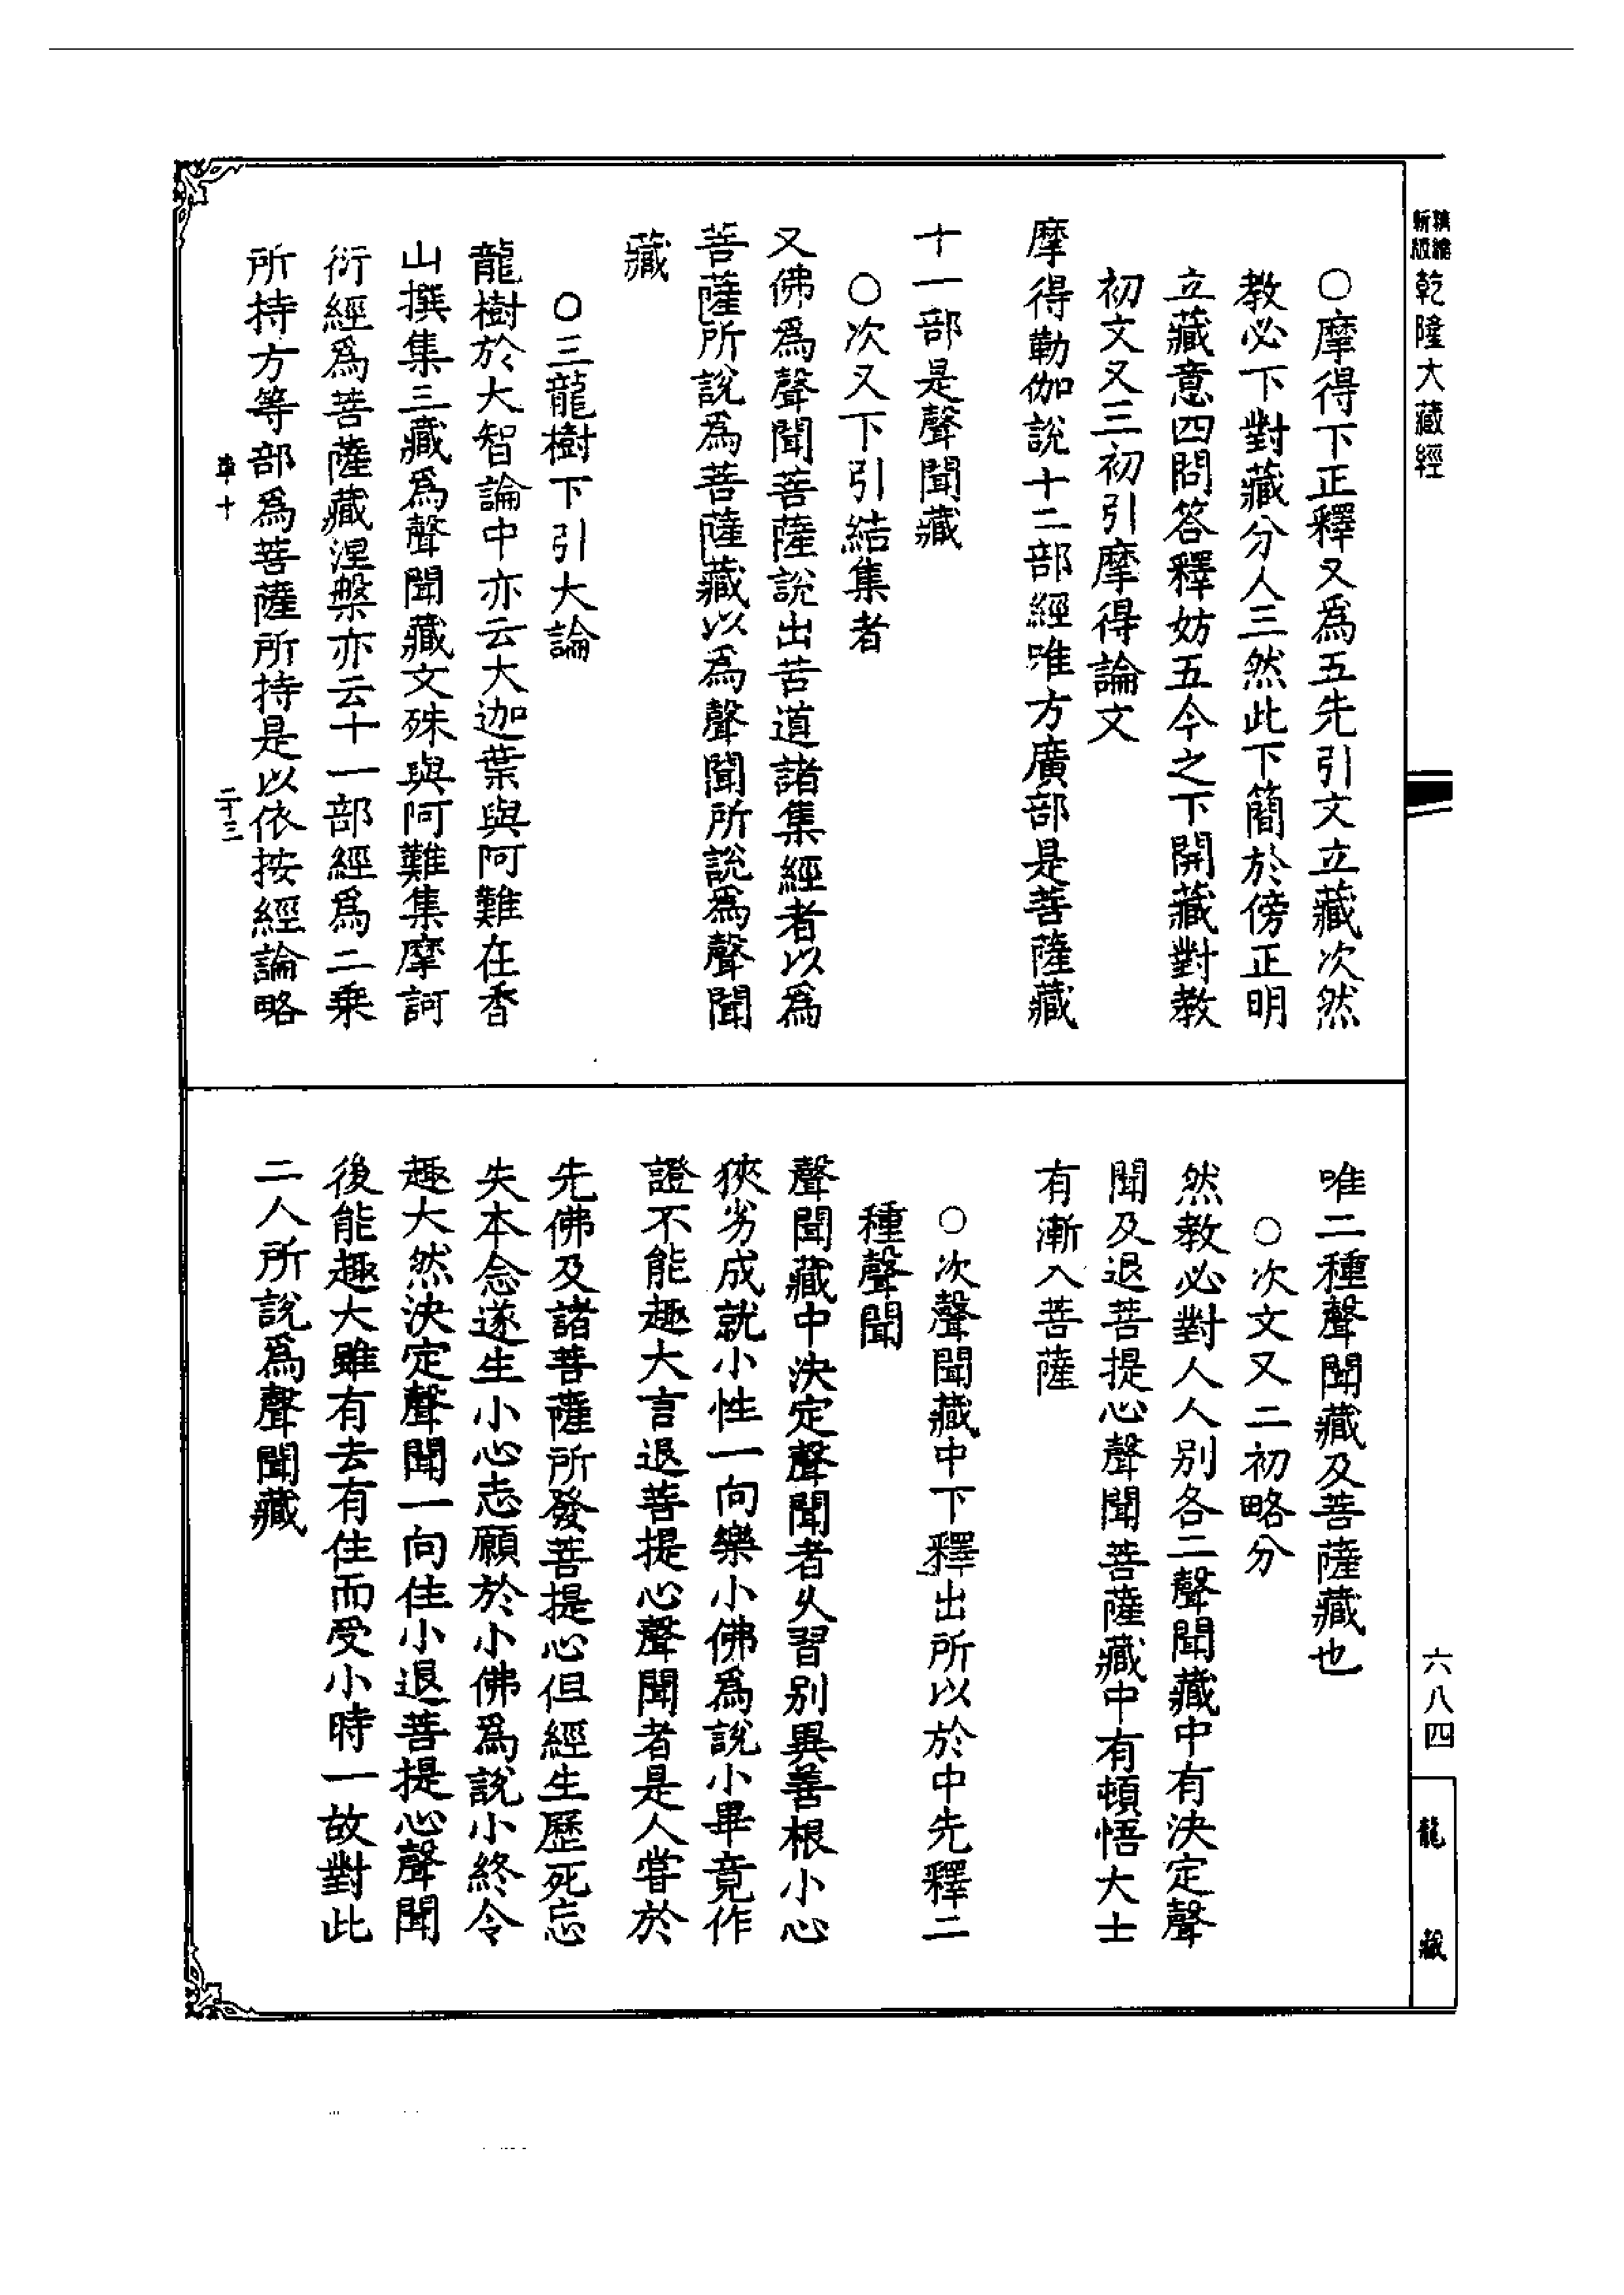 精縮
新版
乾隆大藏經
○摩得下正釋又爲五先引文立藏次然
教必下對藏分人三然此下簡於傍正明
立藏意四問答釋妨五今之下開藏對教
初文又三初引摩得論文
摩得勒伽說十二部經唯方廣部是菩薩藏
十一部是聲聞藏
○次又下引結集者
又佛爲聲聞菩薩說出苦道諸集經者以爲
菩薩所說爲菩薩藏以爲聲聞所說爲聲聞
藏
○三龍樹下引大論
龍樹於大智論中亦云大迦葉與阿難在香
山撰集三藏爲聲聞藏文殊與阿難集摩訶
衍經爲菩薩藏涅槃亦云十一部經爲二乘
所持方等部爲菩薩所持是以依按經論略
車十
二十三
唯二種聲聞藏及菩薩藏也
○次文又二初略分
然教必對人人別各二聲聞藏中有決定聲
聞及退菩提心聲聞菩薩藏中有頓悟大士
有漸入菩薩
○次聲聞藏中下釋出所以於中先釋二
種聲聞
聲聞藏中決定聲聞者久習別異善根小心
狹劣成就小性一向樂小佛爲說小畢竟作
證不能趣大言退菩提心聲聞者是人嘗於
先佛及諸菩薩所發菩提心但經生歷死忘
失本念遂生小心志願於小佛爲說小終令
趣大然決定聲聞一向住小退菩提心聲聞
後能趣大雖有去有住而受小時一故對此
二人所說爲聲聞藏
六八四
龍藏